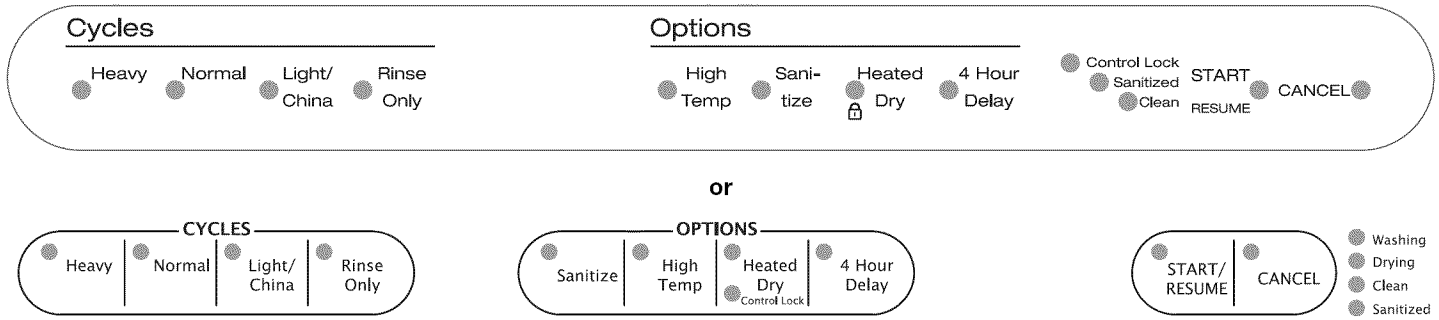 Cycles
Heavy Normal Light/ China Rinse Only
Options
High Temp Sani- tize Heated Dry 4 Hour Delay
Control Lock
Sanitized
Clean
START
RESUME
CANCEL
or
CYCLES
Heavy Normal Light/ China Rinse Only
OPTIONS
Sanitize High Temp Heated Dry Control Lock 4 Hour Delay
START/
RESUME
CANCEL
Washing
Drying
Clean
Sanitized